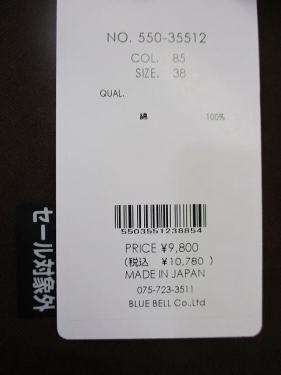 NO. 550-35512
COL. 85
SIZE. 38
QUAL.
綿 100%
5503551238854
PRICE ¥9,800
(税込 ¥10,780 )
MADE IN JAPAN
075-723-3511
BLUE BELL Co.,Ltd
セール対象外